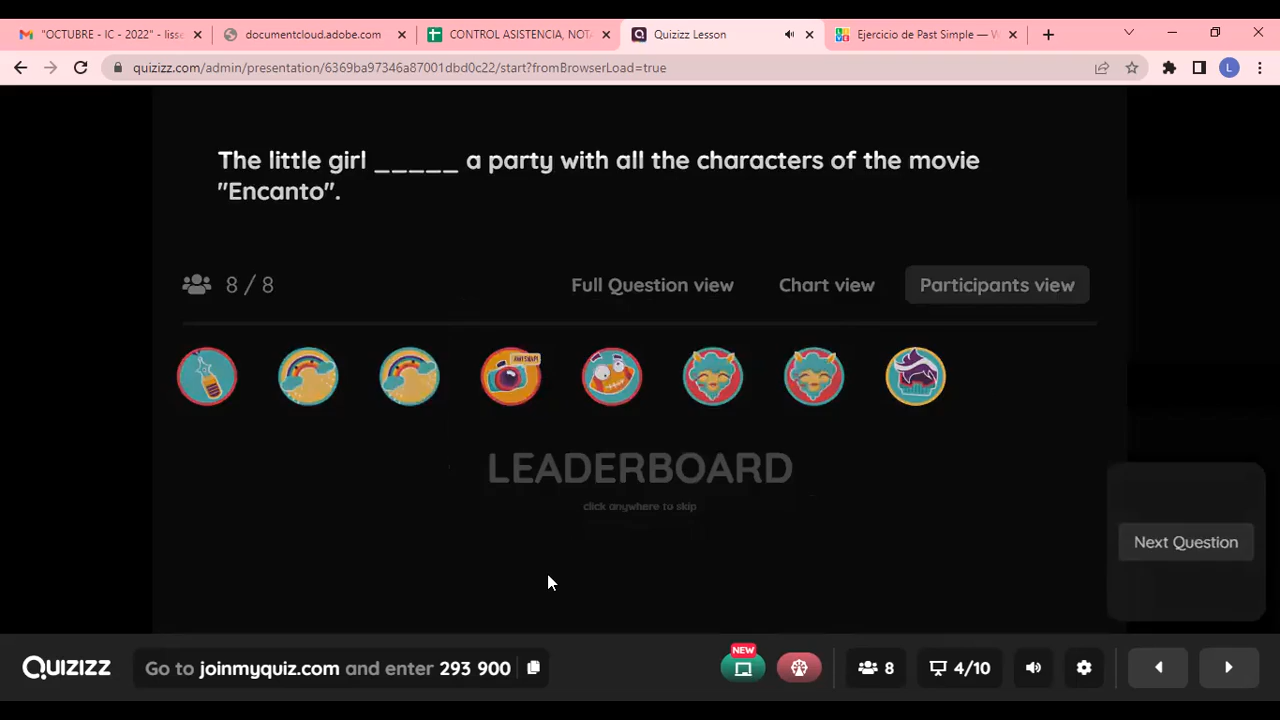 "OCTUBRE - IC - 2022" - lisse
documentcloud.adobe.com
CONTROL ASISTENCIA, NOTA
Quizizz Lesson
Ejercicio de Past Simple — W
quizizz.com/admin/presentation/6369ba97346a87001dbd0c22/start?fromBrowserLoad=true
L
The little girl _____ a party with all the characters of the movie
"Encanto".
8 / 8
Full Question view
Chart view
Participants view
LEADERBOARD
click anywhere to skip
Next Question
QUIZIZZ
Go to joinmyquiz.com and enter 293 900
NEW
8
4/10